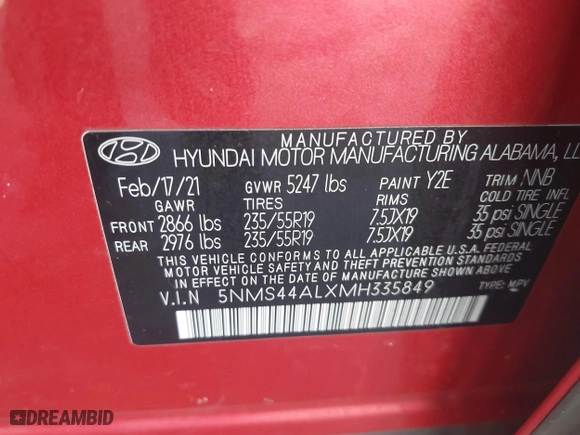 MANUFACTURED BY
HYUNDAI MOTOR MANUFACTURING ALABAMA, LL
Feb/17/21 GVWR 5247 lbs PAINT Y2E TRIM NNB
GAWR TIRES RIMS COLD TIRE INFL
FRONT 2866 lbs 235/55R19 7.5JX19 35 psi SINGLE
REAR 2976 lbs 235/55R19 7.5JX19 35 psi SINGLE
THIS VEHICLE CONFORMS TO ALL APPLICABLE U.S.A. FEDERAL
MOTOR VEHICLE SAFETY AND THEFT PREVENTION STANDARDS
IN EFFECT ON THE DATE OF MANUFACTURE SHOWN ABOVE.
V.I.N 5NMS44ALXMH335849 TYPE: MPV
DREAMBID